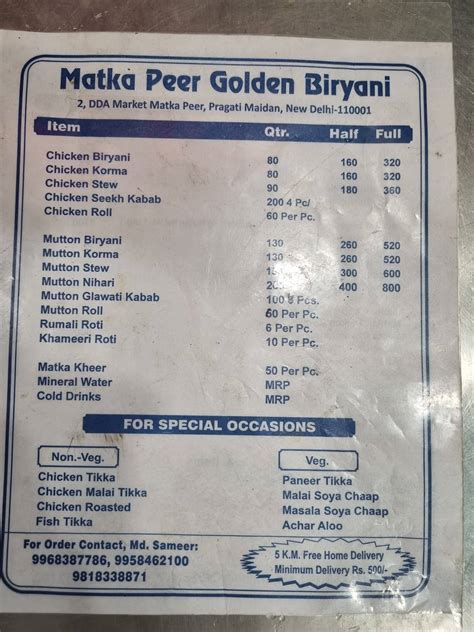 Matka Peer Golden Biryani
2, DDA Market Matka Peer, Pragati Maidan, New Delhi-110001
Item Qtr. Half Full
Chicken Biryani 80 160 320
Chicken Korma 80 160 320
Chicken Stew 90 180 360
Chicken Seekh Kabab 200 4 Pc/
Chicken Roll 60 Per Pc.
Mutton Biryani 130 260 520
Mutton Korma 130 260 520
Mutton Stew 300 600
Mutton Nihari 400 800
Mutton Glawati Kabab 100 Pcs.
Mutton Roll 60 Per Pc.
Rumali Roti 6 Per Pc.
Khameeri Roti 10 Per Pc.
Matka Kheer 50 Per Pc.
Mineral Water MRP
Cold Drinks MRP
FOR SPECIAL OCCASIONS
Non.-Veg.
Chicken Tikka
Chicken Malai Tikka
Chicken Roasted
Fish Tikka
Veg.
Paneer Tikka
Malai Soya Chaap
Masala Soya Chaap
Achar Aloo
For Order Contact, Md. Sameer:
9968387786, 9958462100
9818338871
5 K.M. Free Home Delivery
Minimum Delivery Rs. 500/-